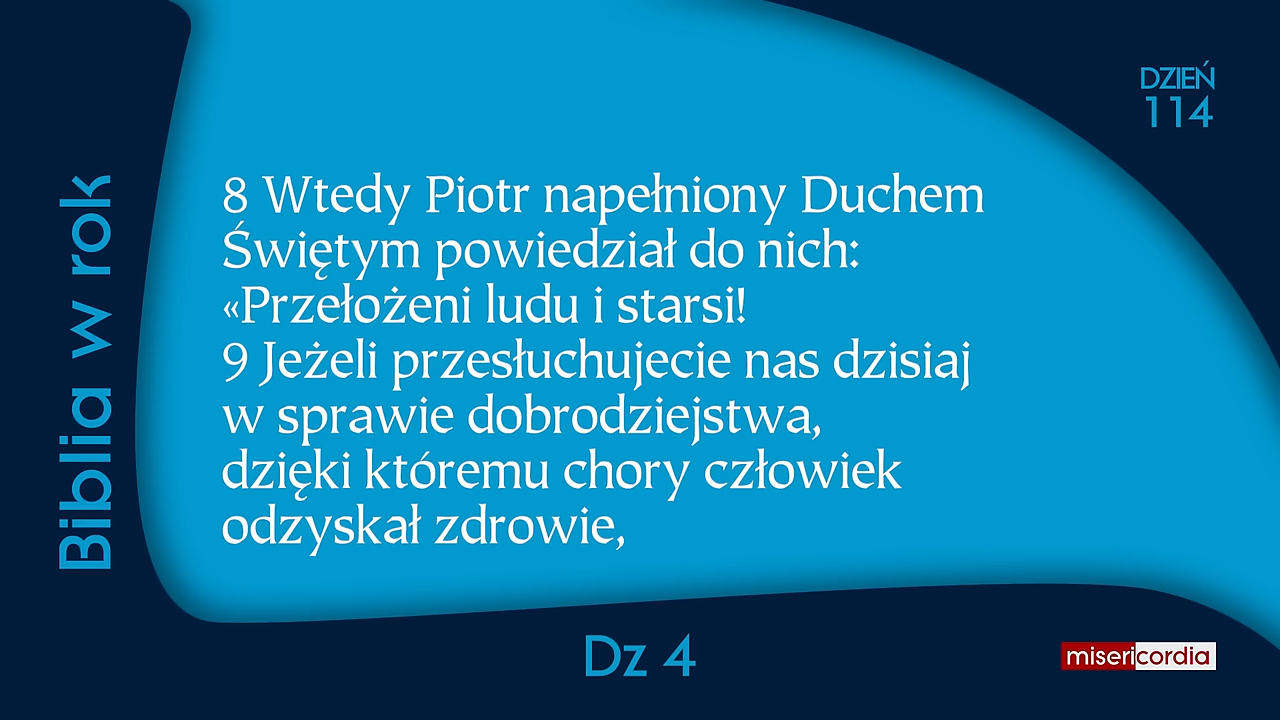 DZIEŃ
114
Biblia w rok
8 Wtedy Piotr napełniony Duchem
Świętym powiedział do nich:
«Przełożeni ludu i starsi!
9 Jeżeli przesłuchujecie nas dzisiaj
w sprawie dobrodziejstwa,
dzięki któremu chory człowiek
odzyskał zdrowie,
Dz 4
misericordia